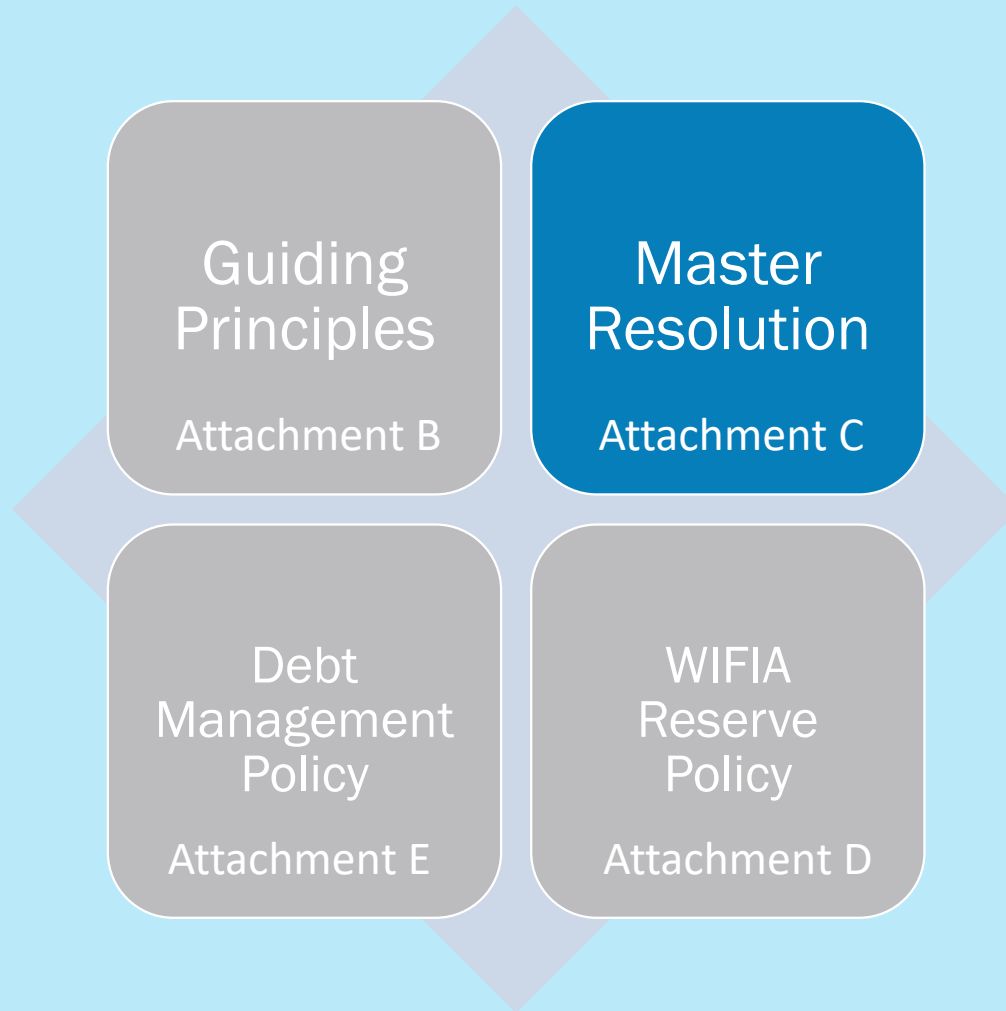 Guiding
Principles
Attachment B
Master
Resolution
Attachment C
Debt
Management
Policy
Attachment E
WIFIA
Reserve
Policy
Attachment D